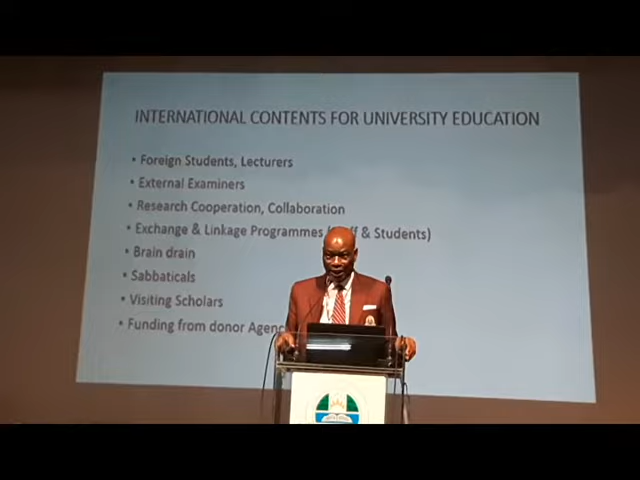 INTERNATIONAL CONTENTS FOR UNIVERSITY EDUCATION
• Foreign Students, Lecturers
• External Examiners
• Research Cooperation, Collaboration
• Exchange & Linkage Programmes & Students)
• Brain drain
• Sabbaticals
• Visiting Scholars
• Funding from donor